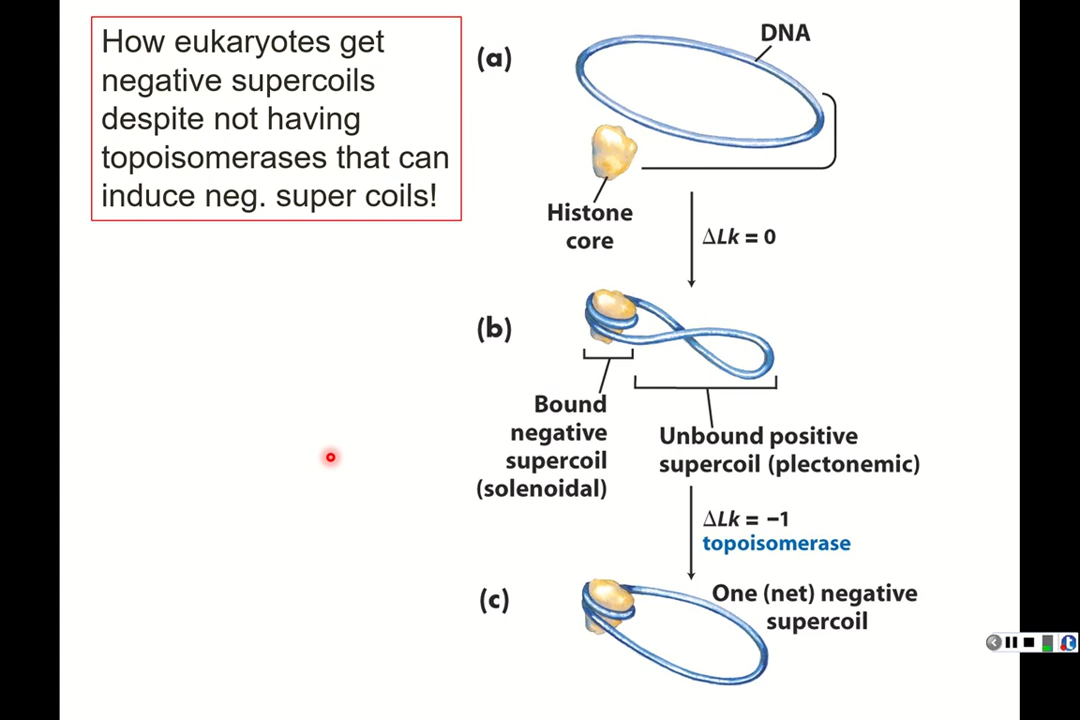 How eukaryotes get
negative supercoils
despite not having
topoisomerases that can
induce neg. super coils!
(a)
DNA
Histone
core
ΔLk = 0
(b)
Bound
negative
supercoil
(solenoidal)
Unbound positive
supercoil (plectonemic)
ΔLk = −1
topoisomerase
(c)
One (net) negative
supercoil